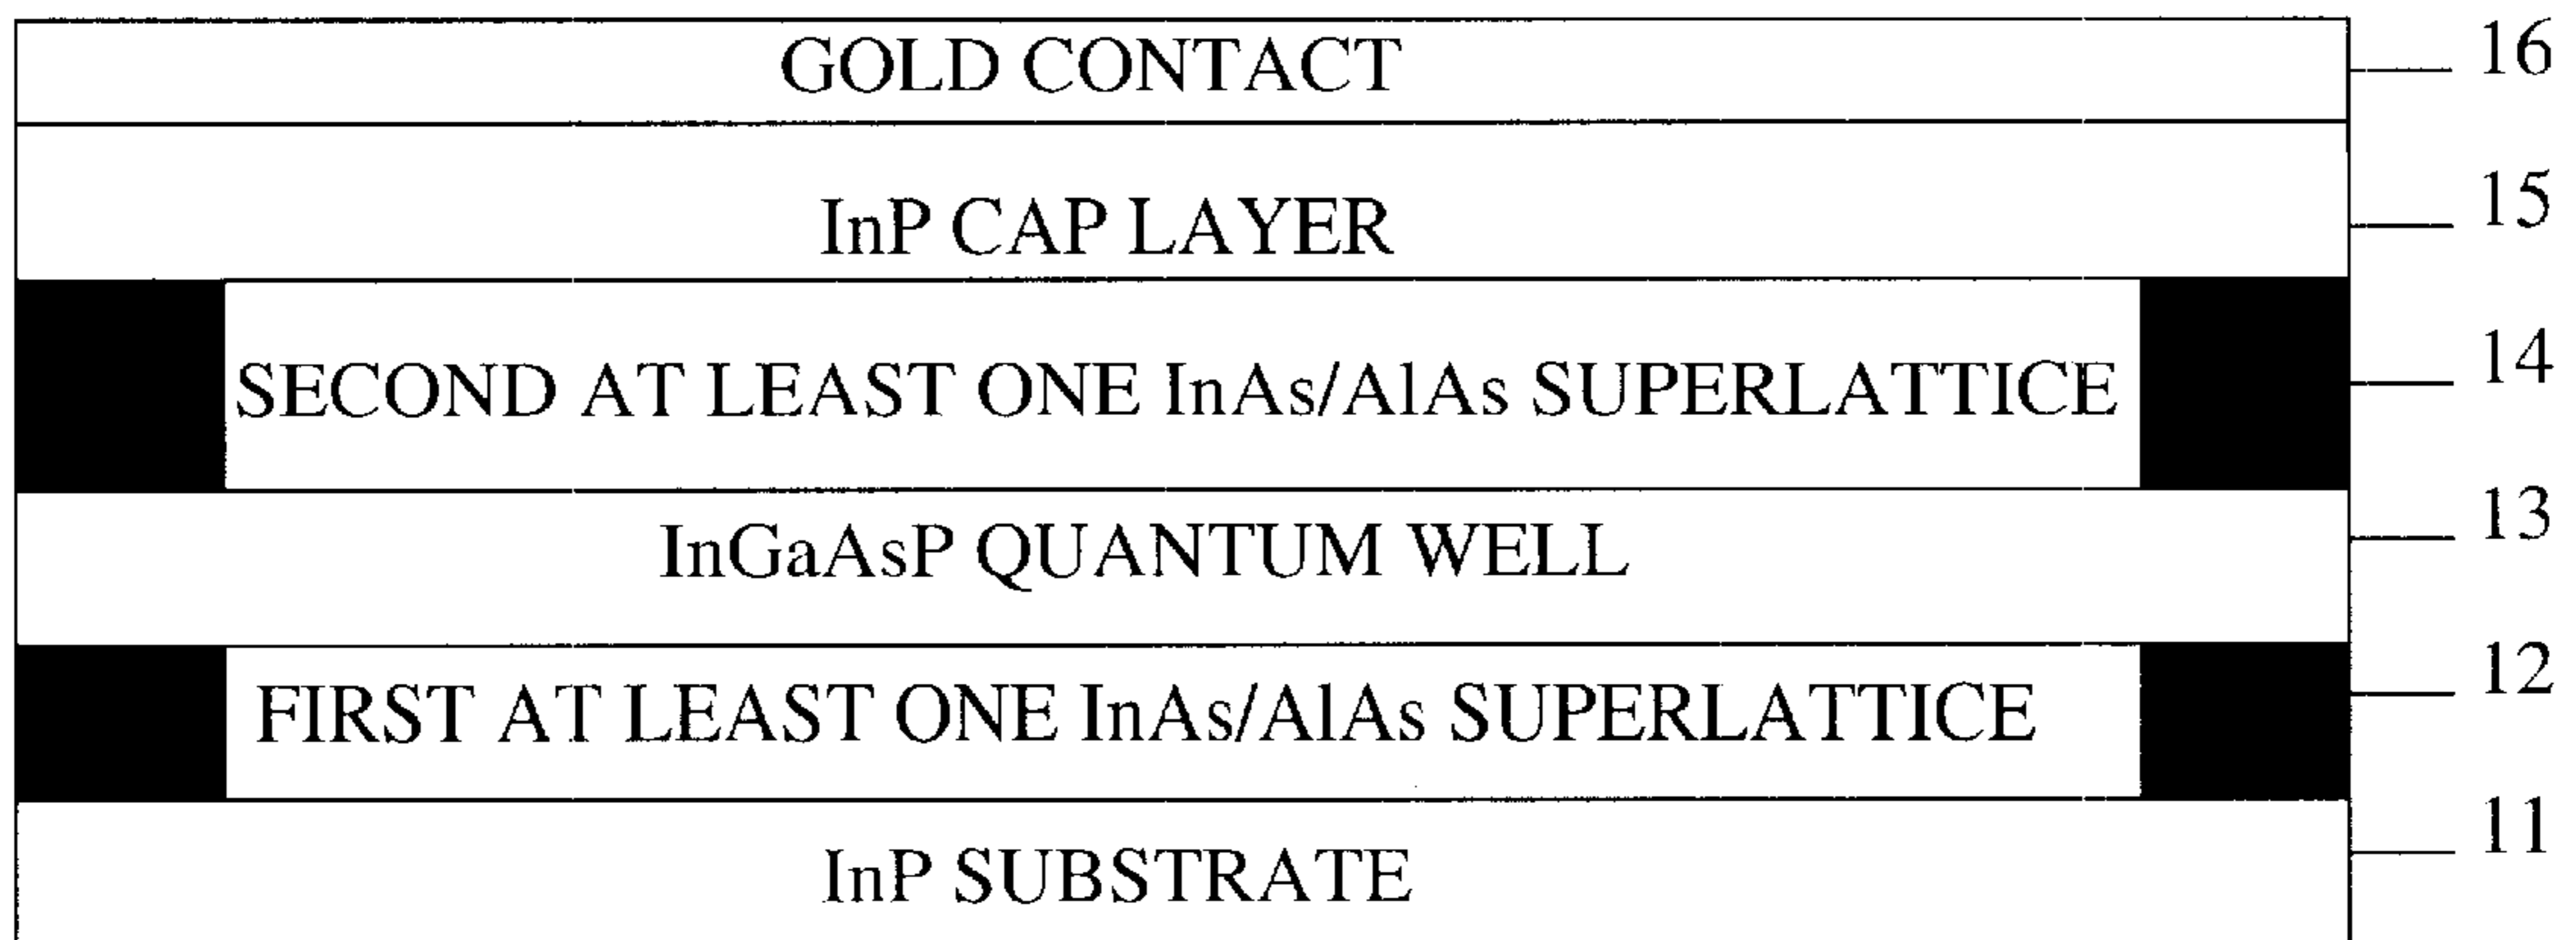 GOLD CONTACT 16
InP CAP LAYER 15
SECOND AT LEAST ONE InAs/AlAs SUPERLATTICE 14
InGaAsP QUANTUM WELL 13
FIRST AT LEAST ONE InAs/AlAs SUPERLATTICE 12
InP SUBSTRATE 11